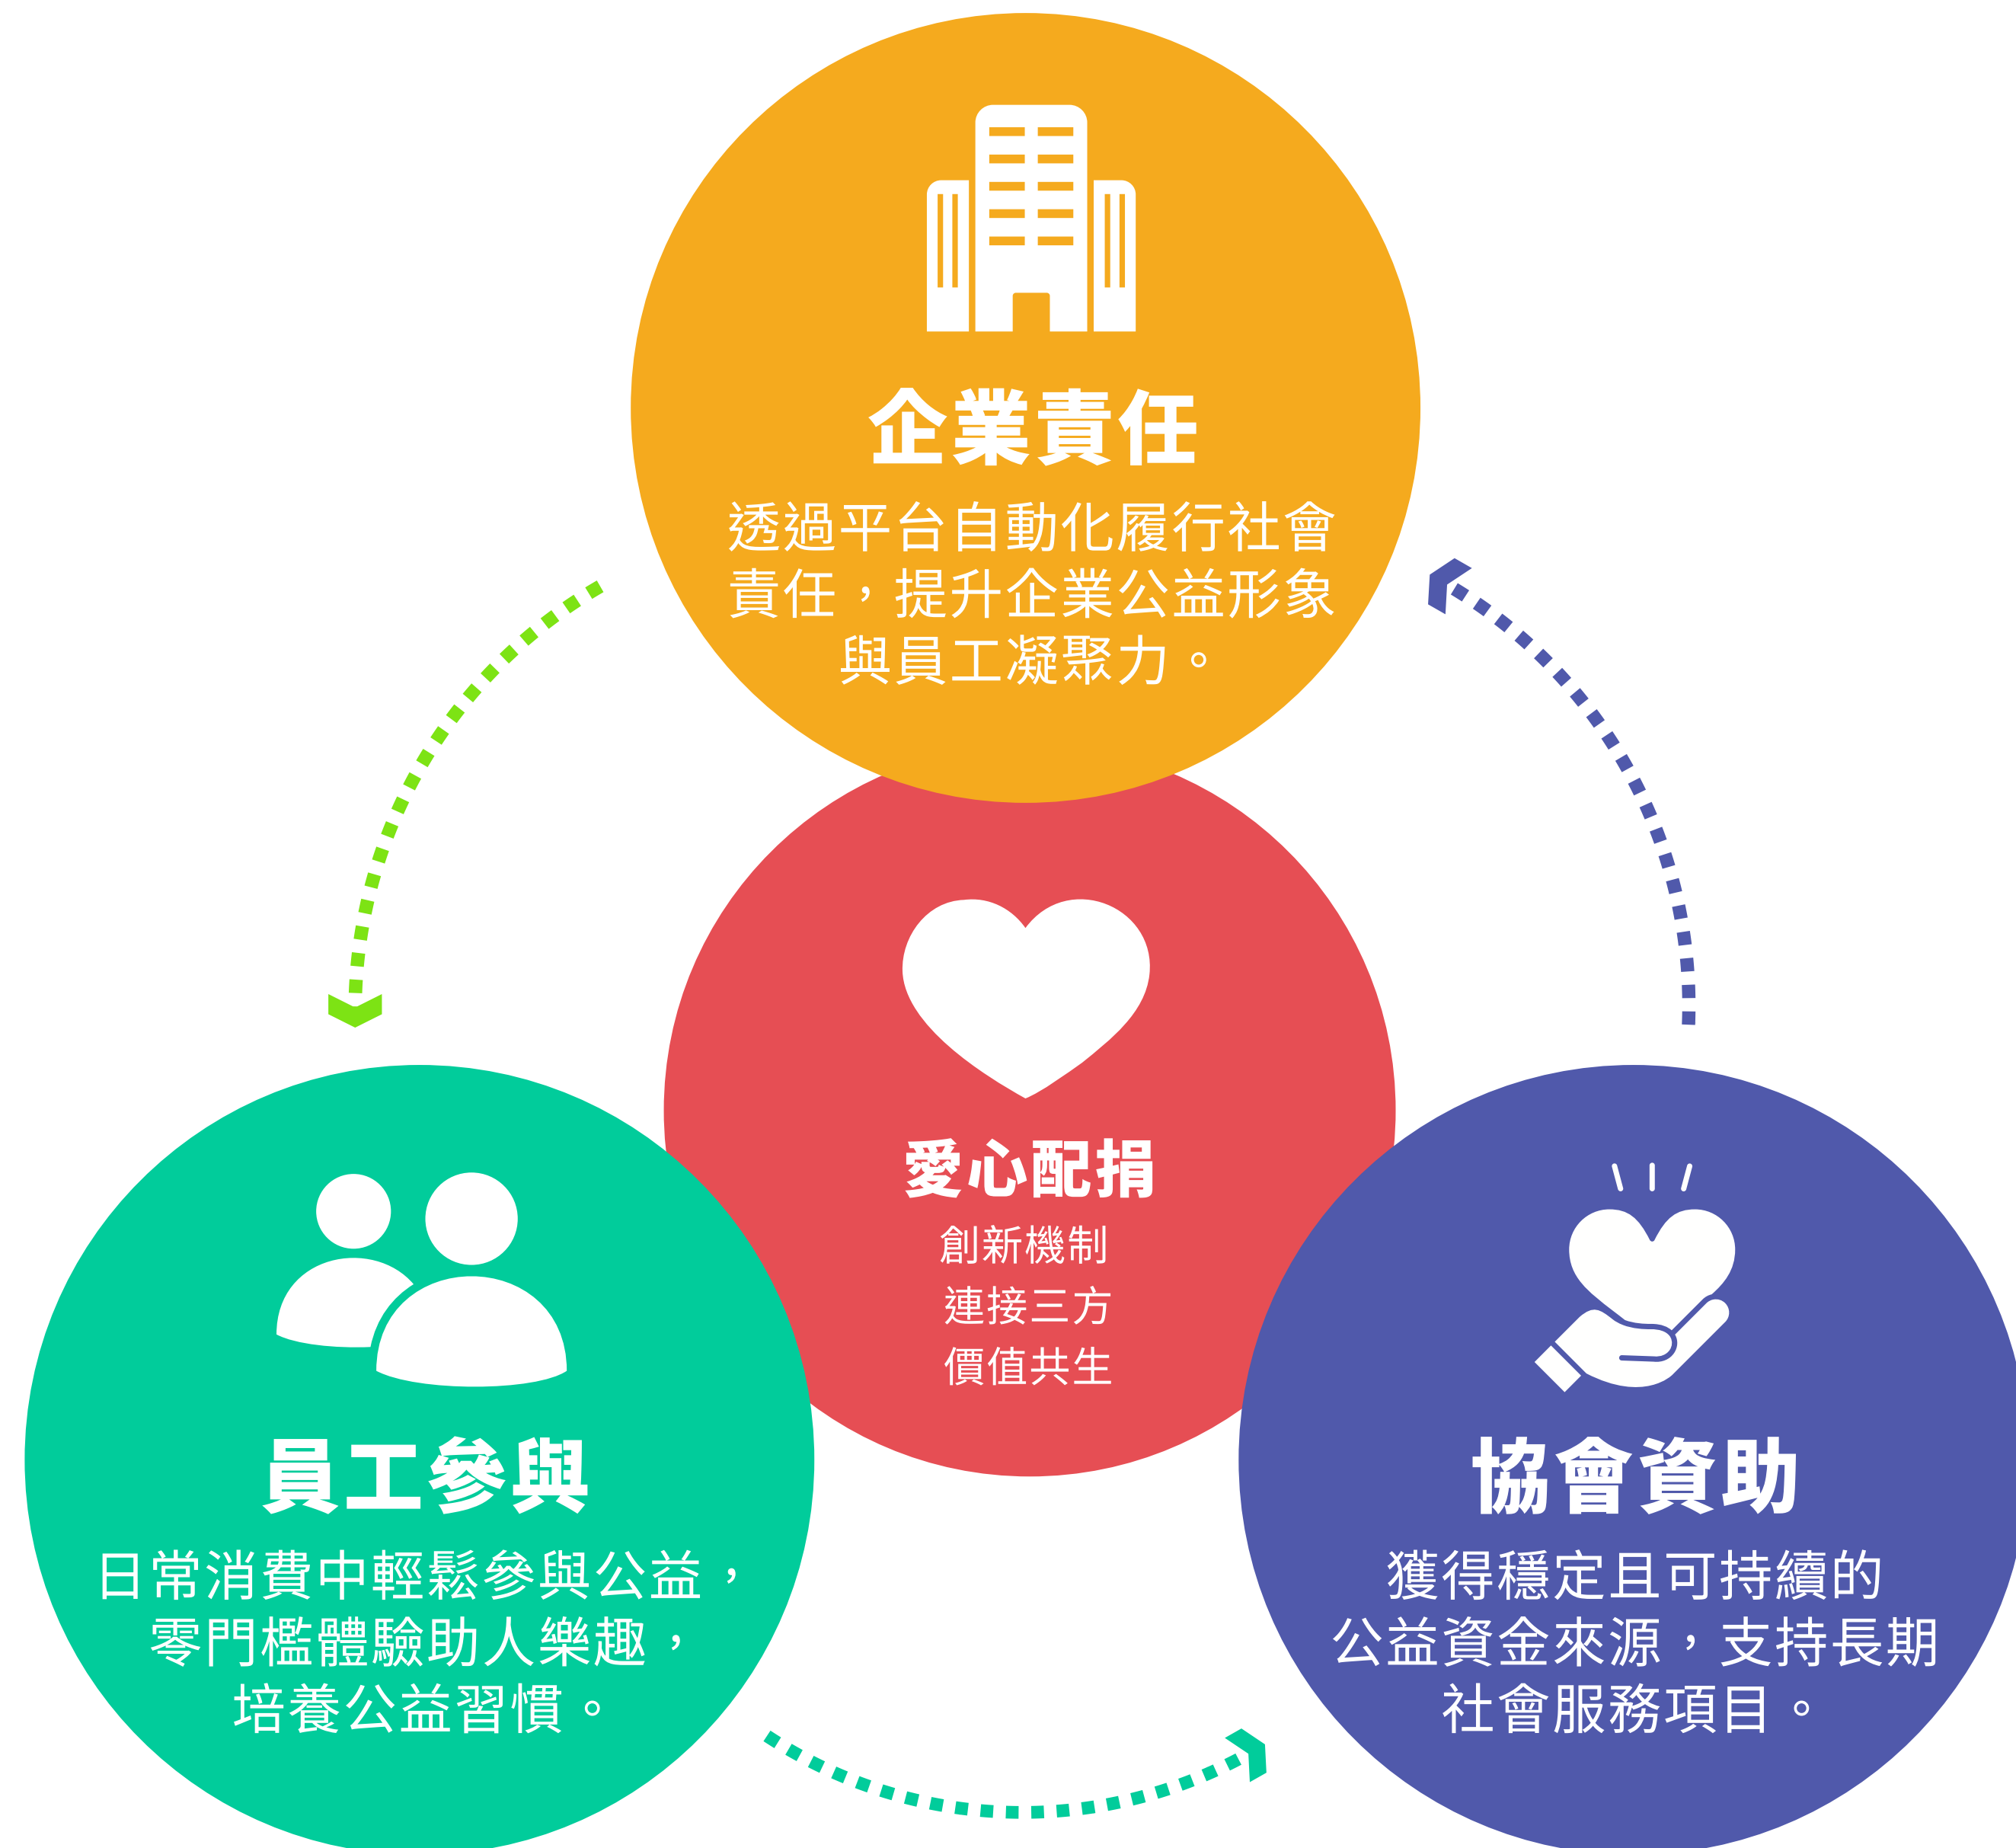 企業責任
透過平台自動化履行社會
責任，提升企業公益形象
與員工凝聚力。
愛心配捐
創新機制
連接三方
價值共生
員工參與
日常消費中輕鬆參與公益，
零門檻體驗助人樂趣，
培養公益習慣。
協會資助
獲得穩定且可持續的
公益資金來源，支持長期
社會服務項目。